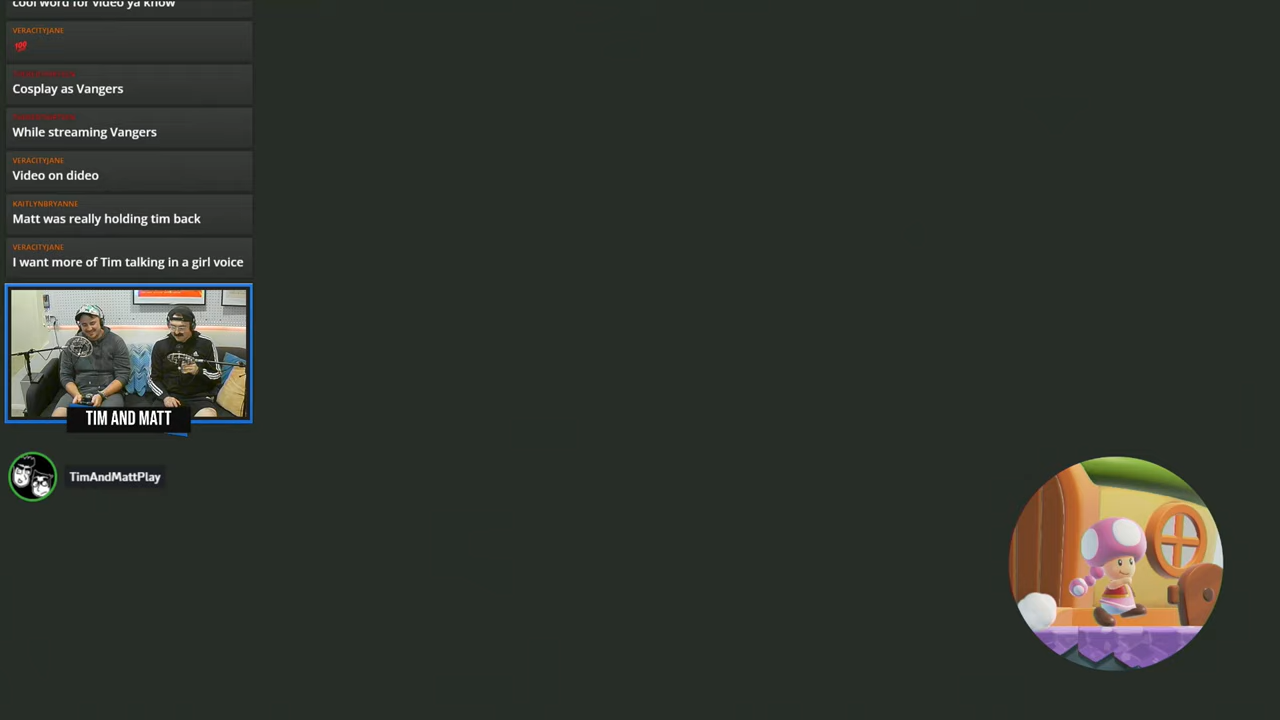 cool word for video ya know
VERACITYJANE
💯
Cosplay as Vangers
While streaming Vangers
VERACITYJANE
Video on dideo
KAITLYNBRYANNE
Matt was really holding tim back
VERACITYJANE
I want more of Tim talking in a girl voice
TIM AND MATT
TimAndMattPlay